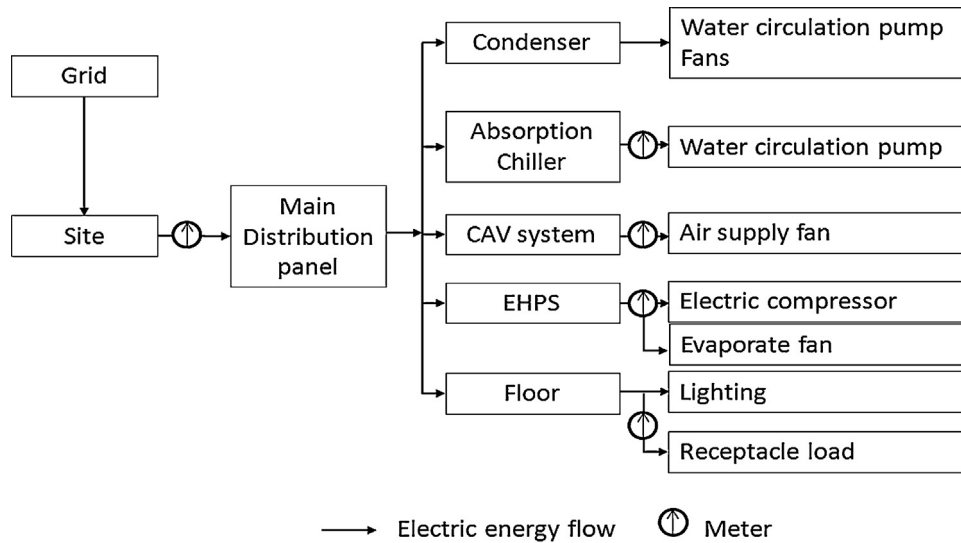 Grid
Site
Main
Distribution
panel
Condenser
Water circulation pump
Fans
Absorption
Chiller
Water circulation pump
CAV system
Air supply fan
EHPS
Electric compressor
Evaporate fan
Floor
Lighting
Receptacle load
Electric energy flow
Meter